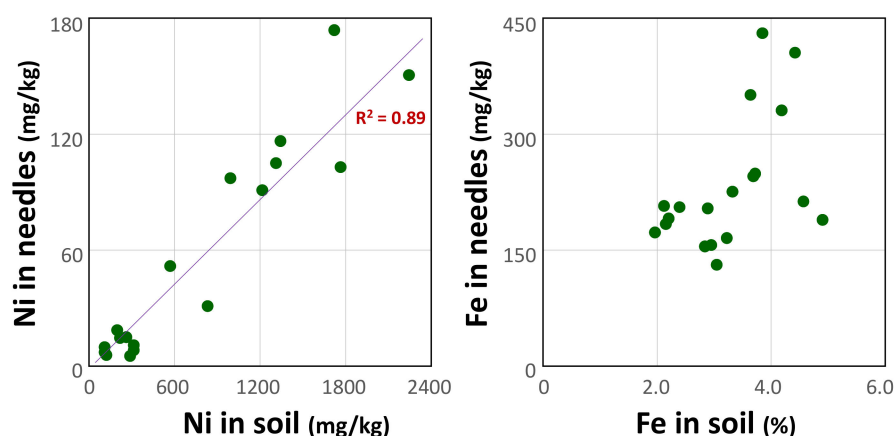 180
120
60
0
Ni in needles (mg/kg)
R² = 0.89
0 600 1200 1800 2400
Ni in soil (mg/kg)
450
300
150
0
Fe in needles (mg/kg)
0 2.0 4.0 6.0
Fe in soil (%)